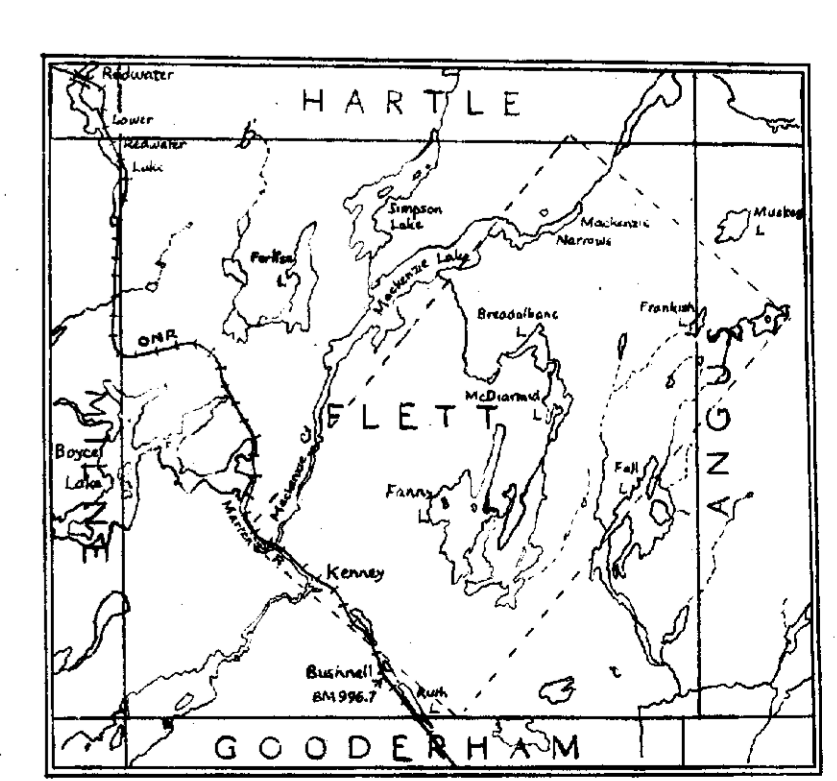 Redwater
HARTLE
Lower
Redwater
Lake
Simpson
Lake
Mackenzie
Narrows
L
Mackenzie Lake
L
Breadalbane
L
Frankish
L
ONR
McDiarmid
L
FLETT
ANGUS
Boyce
Lake
Mackenzie Cr
Fall
L
Fanny
L
R
Kenney
Bushnell
BM 996.7
Ruth
L
GOODERHAM